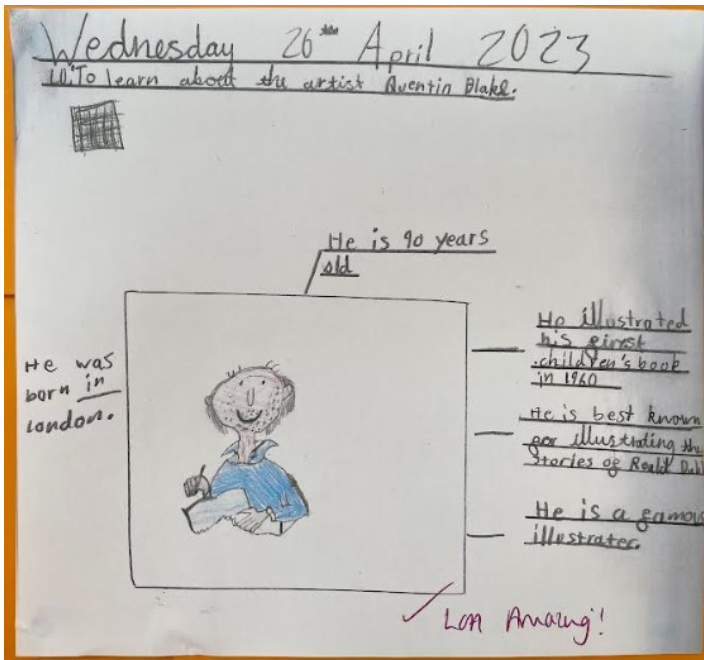 Wednesday 26th April 2023
W: To learn about the artist Quentin Blake.
He is 90 years
old
He was
born in
London.
He illustrated
his first
children's book
in 1960
He is best known
for illustrating the
Stories of Roald Dahl
He is a famous
illustrater.
Amazing!